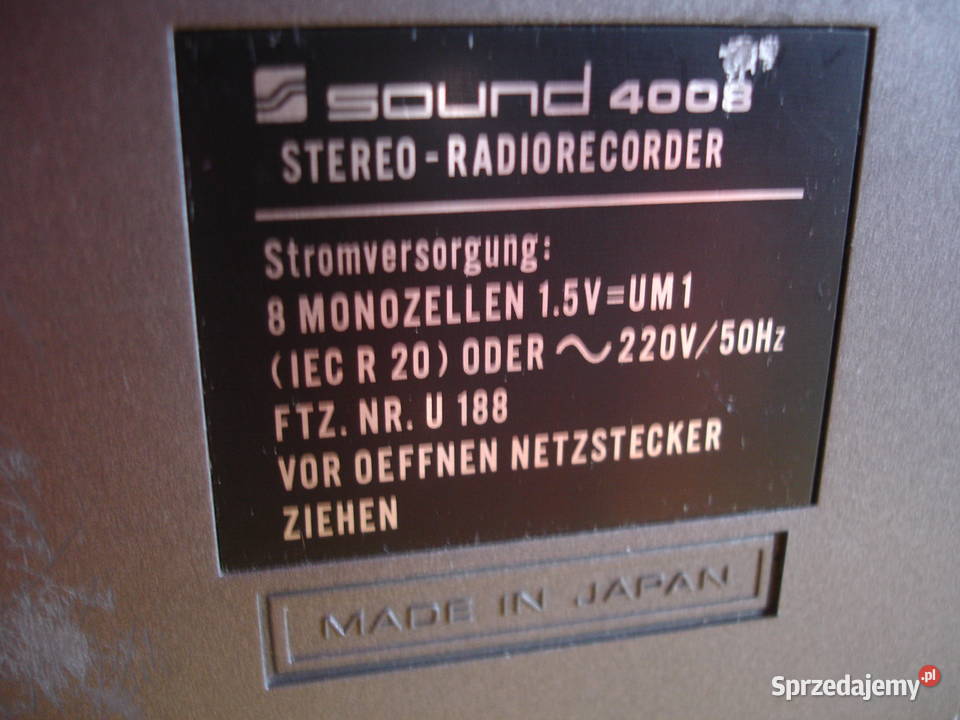 sound 4008
STEREO-RADIORECORDER
Stromversorgung:
8 MONOZELLEN 1.5V=UM1
(IEC R 20) ODER ~220V/50Hz
FTZ. NR. U 188
VOR OEFFNEN NETZSTECKER
ZIEHEN
MADE IN JAPAN
Sprzedajemy.pl